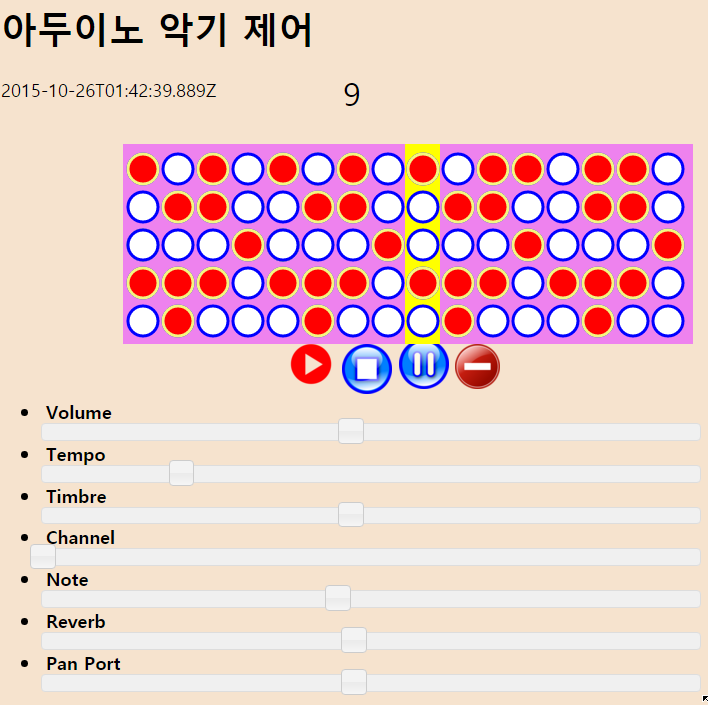 아두이노 악기 제어
2015-10-26T01:42:39.889Z 9
Volume
Tempo
Timbre
Channel
Note
Reverb
Pan Port